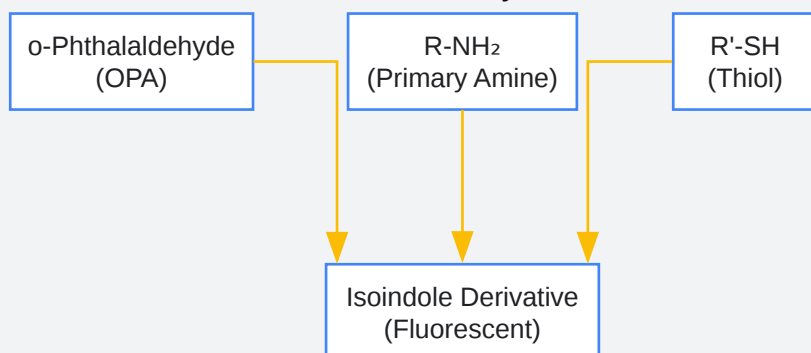 o-Phthalaldehyde
(OPA)
R-NH₂
(Primary Amine)
R'-SH
(Thiol)
Isoindole Derivative
(Fluorescent)